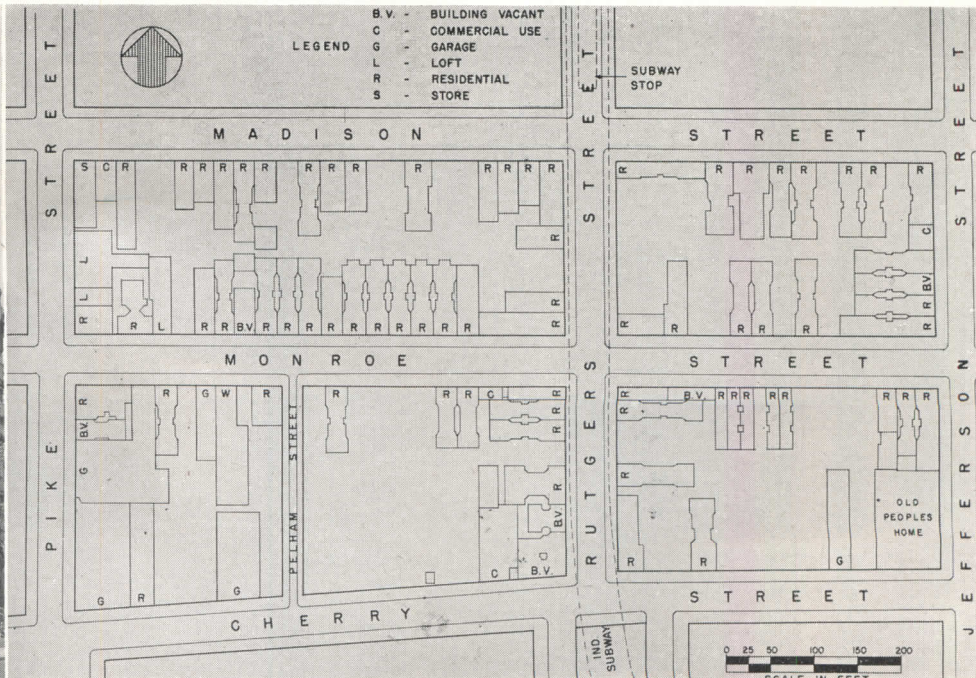 LEGEND
B.V. - BUILDING VACANT
C - COMMERCIAL USE
G - GARAGE
L - LOFT
R - RESIDENTIAL
S - STORE
SUBWAY
STOP
STREET
STREET
STREET
MADISON STREET
S C R R R R R R R R R R R R R R
R R R R R R R R
L
R
C
L
R
R
R L R R B.V. R R R R R R R R R R
R R R R R
B.V.
R
R
MONROE STREET
R
R G W R
R R R C R
R B.V. R R R R R
R R R
B.V.
G
R
B.V.
R
PELHAM STREET
OLD
PEOPLES
HOME
G R G
C B.V.
R R G
CHERRY STREET
PIKE
RUTGERS
JEFFERSON
IND
SUBWAY
0 25 50 100 150 200
SCALE IN FEET